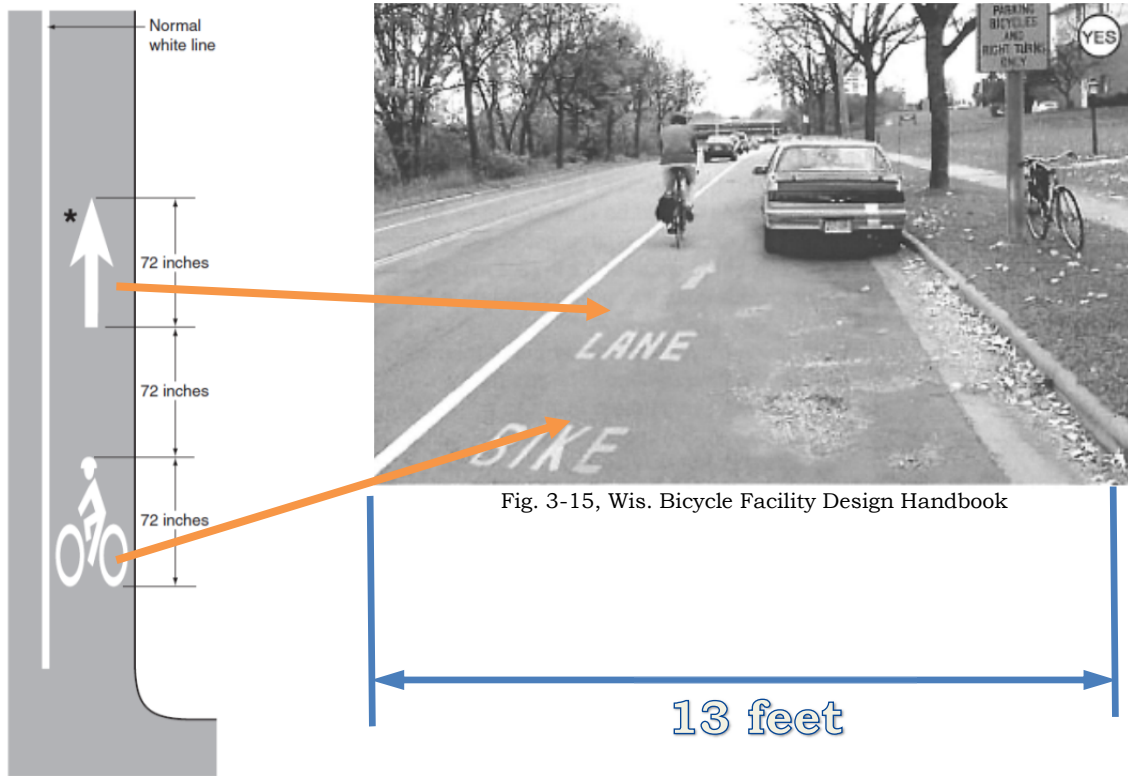 Normal
white line
*
72 inches
72 inches
72 inches
PARKING
BICYCLES
AND
RIGHT TURNS
ONLY
YES
LANE
BIKE
Fig. 3-15, Wis. Bicycle Facility Design Handbook
13 feet